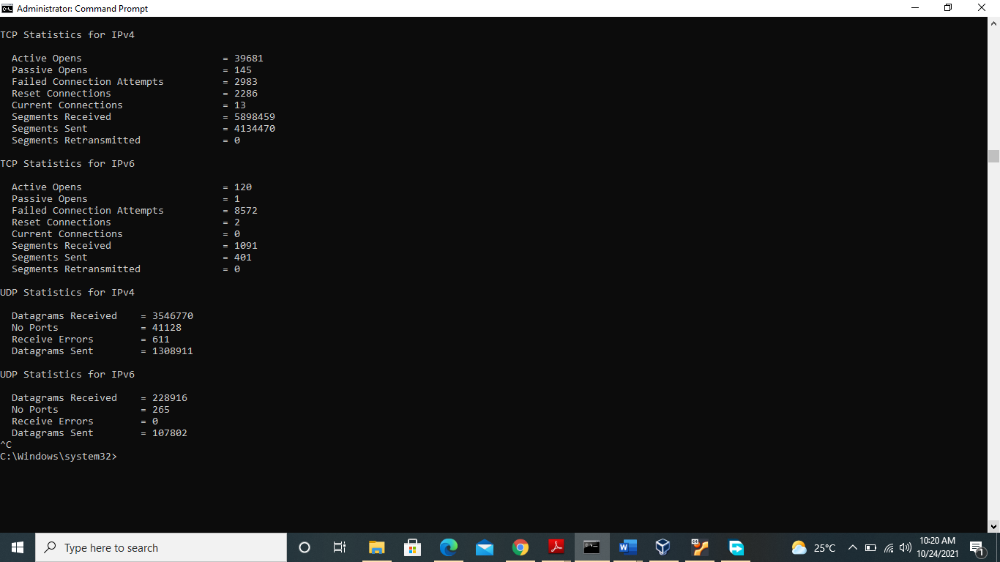 Administrator: Command Prompt
TCP Statistics for IPv4
Active Opens = 39681
Passive Opens = 145
Failed Connection Attempts = 2983
Reset Connections = 2286
Current Connections = 13
Segments Received = 5898459
Segments Sent = 4134470
Segments Retransmitted = 0
TCP Statistics for IPv6
Active Opens = 120
Passive Opens = 1
Failed Connection Attempts = 8572
Reset Connections = 2
Current Connections = 0
Segments Received = 1091
Segments Sent = 401
Segments Retransmitted = 0
UDP Statistics for IPv4
Datagrams Received = 3546770
No Ports = 41128
Receive Errors = 611
Datagrams Sent = 1308911
UDP Statistics for IPv6
Datagrams Received = 228916
No Ports = 265
Receive Errors = 0
Datagrams Sent = 107802
^C
C:\Windows\system32>
Type here to search
25°C
10:20 AM
10/24/2021
1